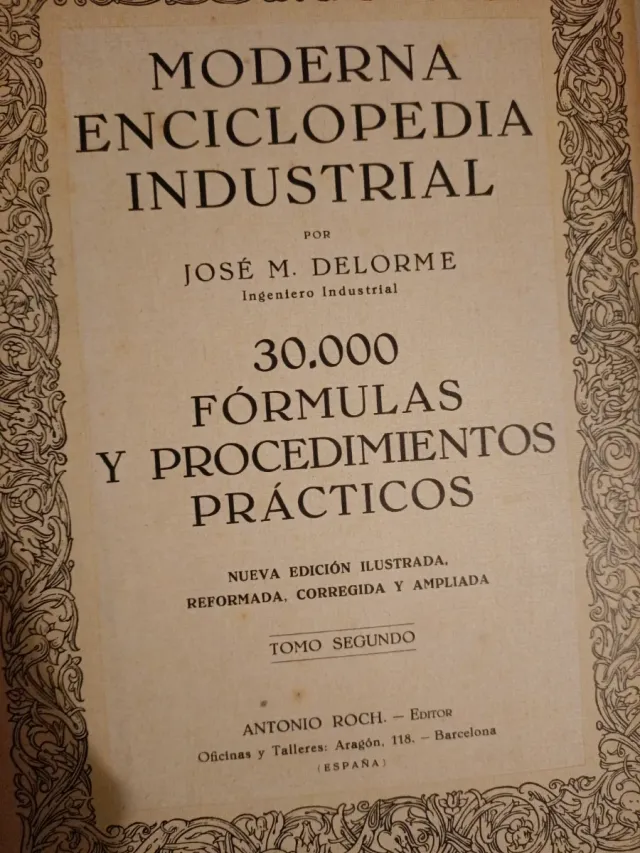 MODERNA
ENCICLOPEDIA
INDUSTRIAL
POR
JOSÉ M. DELORME
Ingeniero Industrial
30.000
FÓRMULAS
Y PROCEDIMIENTOS
PRÁCTICOS
NUEVA EDICIÓN ILUSTRADA,
REFORMADA, CORREGIDA Y AMPLIADA
TOMO SEGUNDO
ANTONIO ROCH. — EDITOR
Oficinas y Talleres: Aragón, 118. — Barcelona
(ESPAÑA)